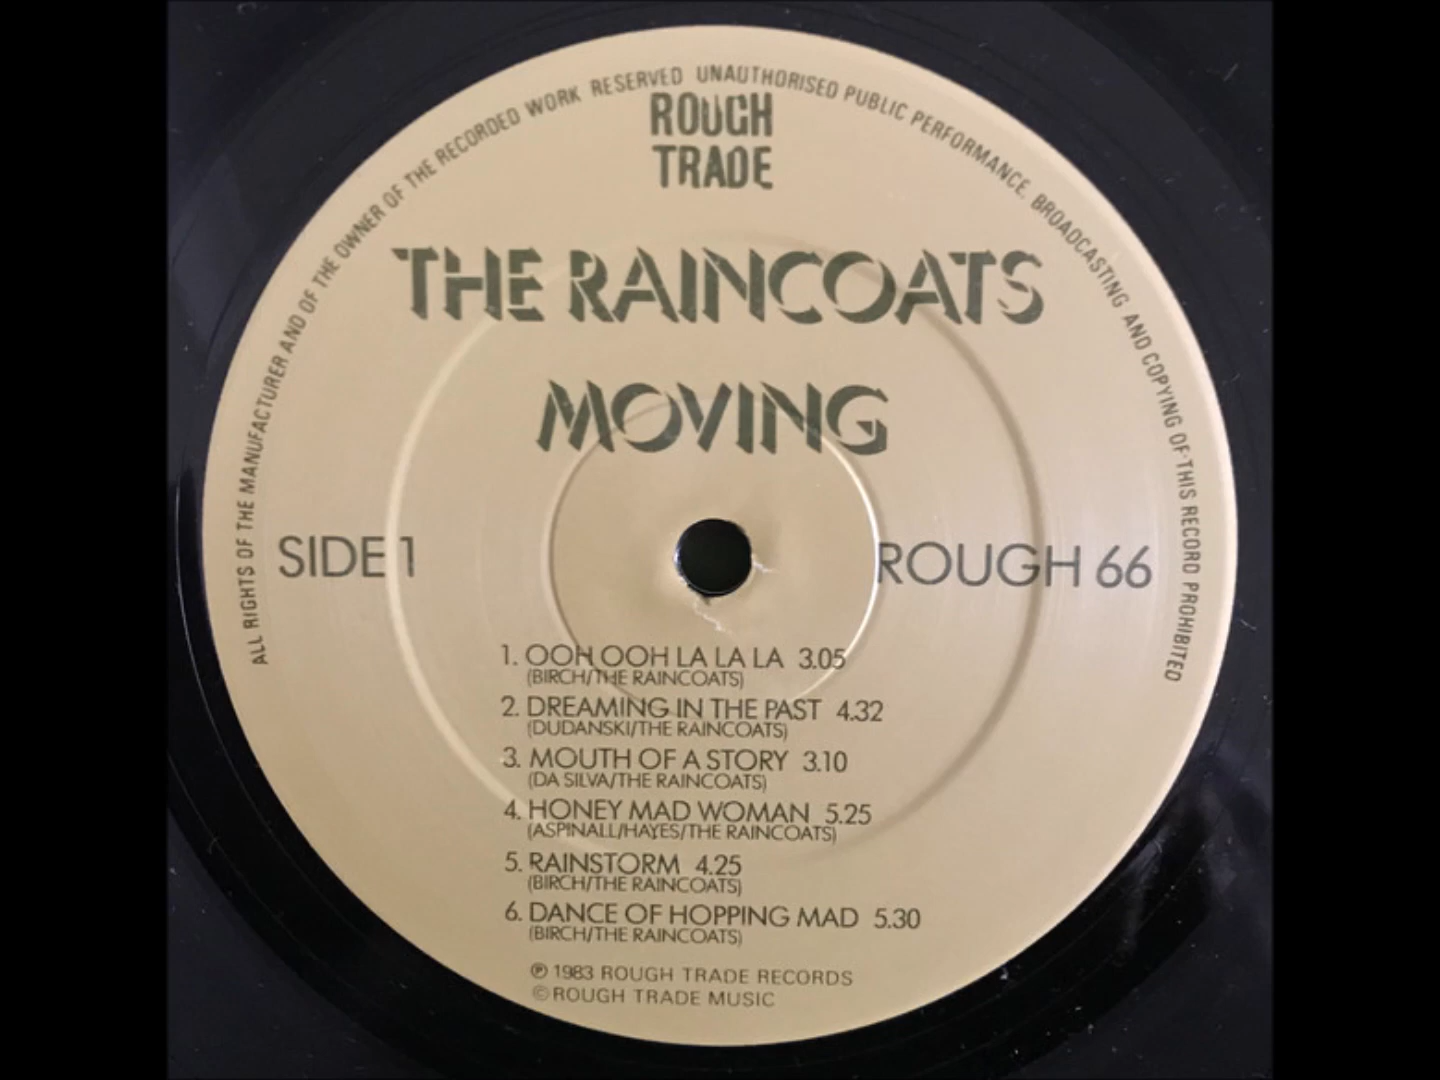 ALL RIGHTS OF THE MANUFACTURER AND OF THE OWNER OF THE RECORDED WORK RESERVED UNAUTHORISED PUBLIC PERFORMANCE, BROADCASTING AND COPYING OF THIS RECORD PROHIBITED
ROUGH
TRADE
THE RAINCOATS
MOVING
SIDE 1
ROUGH 66
1. OOH OOH LA LA LA 3.05
(BIRCH/THE RAINCOATS)
2. DREAMING IN THE PAST 4.32
(DUDANSKI/THE RAINCOATS)
3. MOUTH OF A STORY 3.10
(DA SILVA/THE RAINCOATS)
4. HONEY MAD WOMAN 5.25
(ASPINALL/HAYES/THE RAINCOATS)
5. RAINSTORM 4.25
(BIRCH/THE RAINCOATS)
6. DANCE OF HOPPING MAD 5.30
(BIRCH/THE RAINCOATS)
℗ 1983 ROUGH TRADE RECORDS
© ROUGH TRADE MUSIC